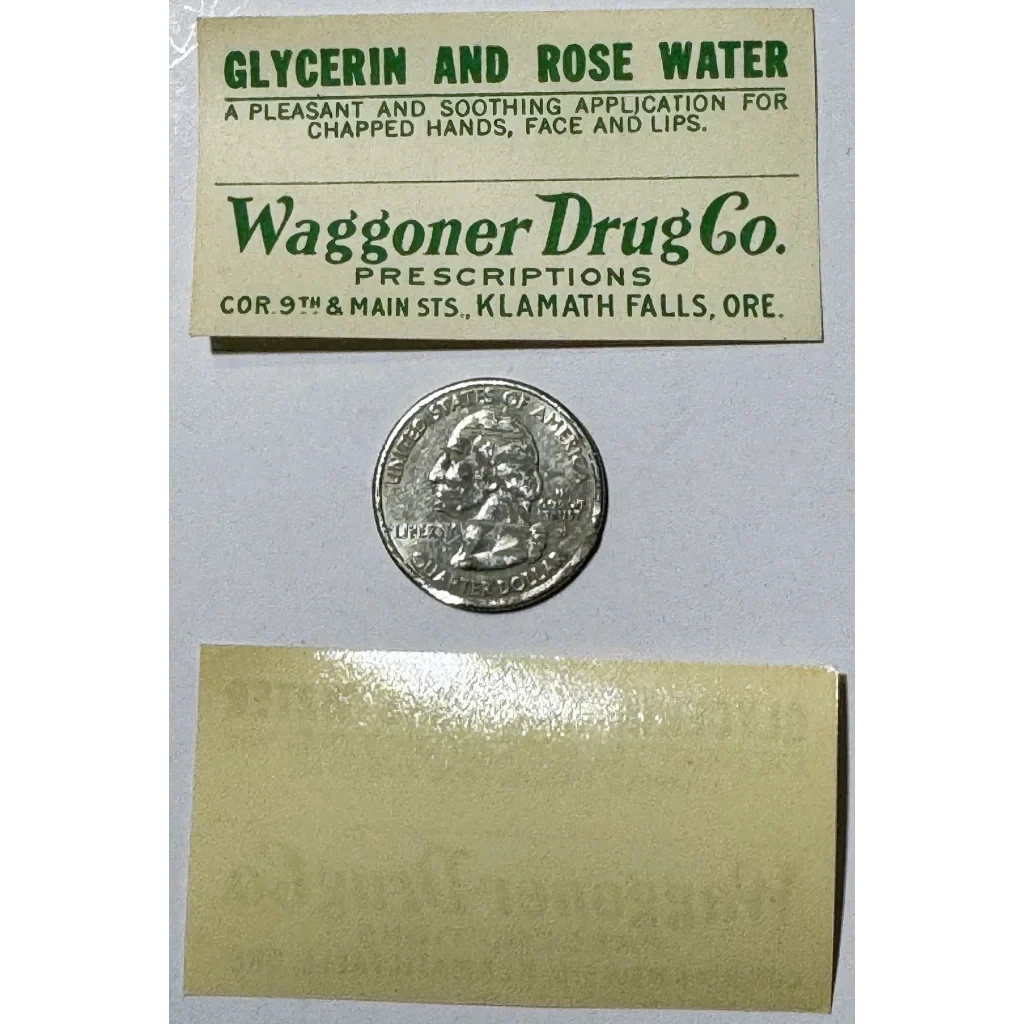 GLYCERIN AND ROSE WATER
A PLEASANT AND SOOTHING APPLICATION FOR
CHAPPED HANDS, FACE AND LIPS.
Waggoner Drug Co.
PRESCRIPTIONS
COR. 9TH & MAIN STS., KLAMATH FALLS, ORE.
UNITED STATES OF AMERICA
LIBERTY
QUARTER DOLLAR